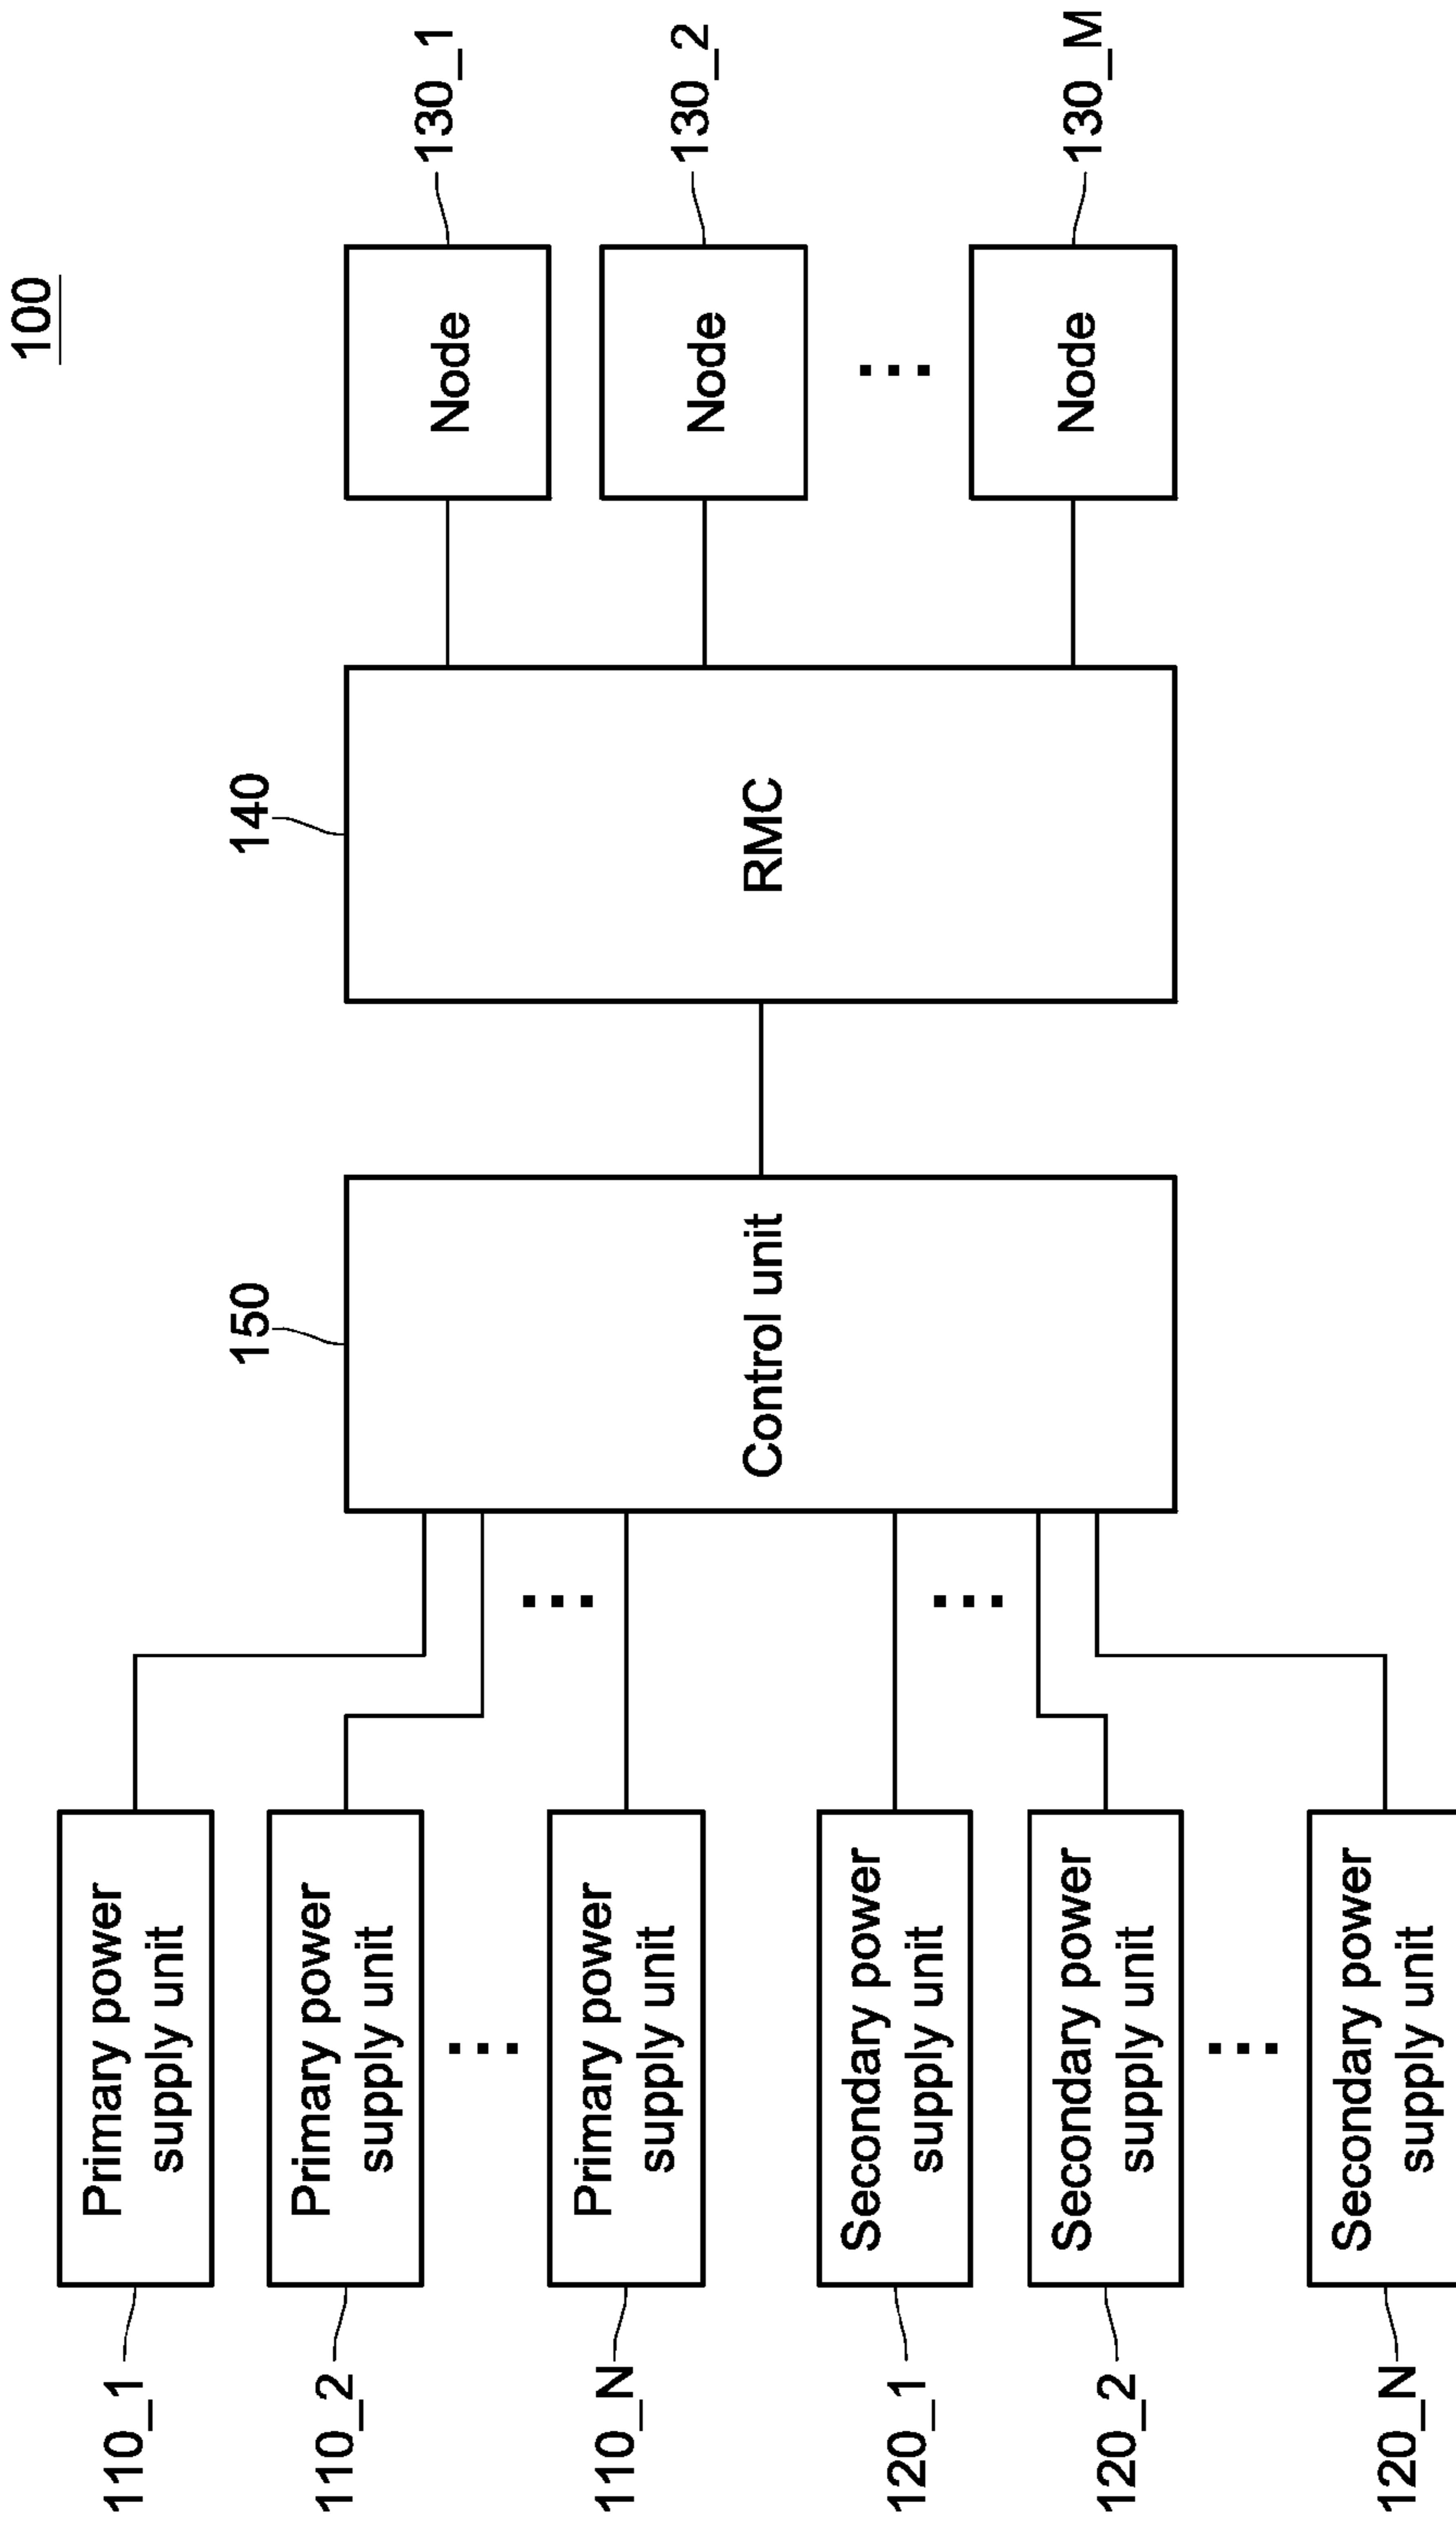 100
110_1
Primary power
supply unit
110_2
Primary power
supply unit
110_N
Primary power
supply unit
120_1
Secondary power
supply unit
120_2
Secondary power
supply unit
120_N
Secondary power
supply unit
150
Control unit
140
RMC
Node
130_1
Node
130_2
Node
130_M